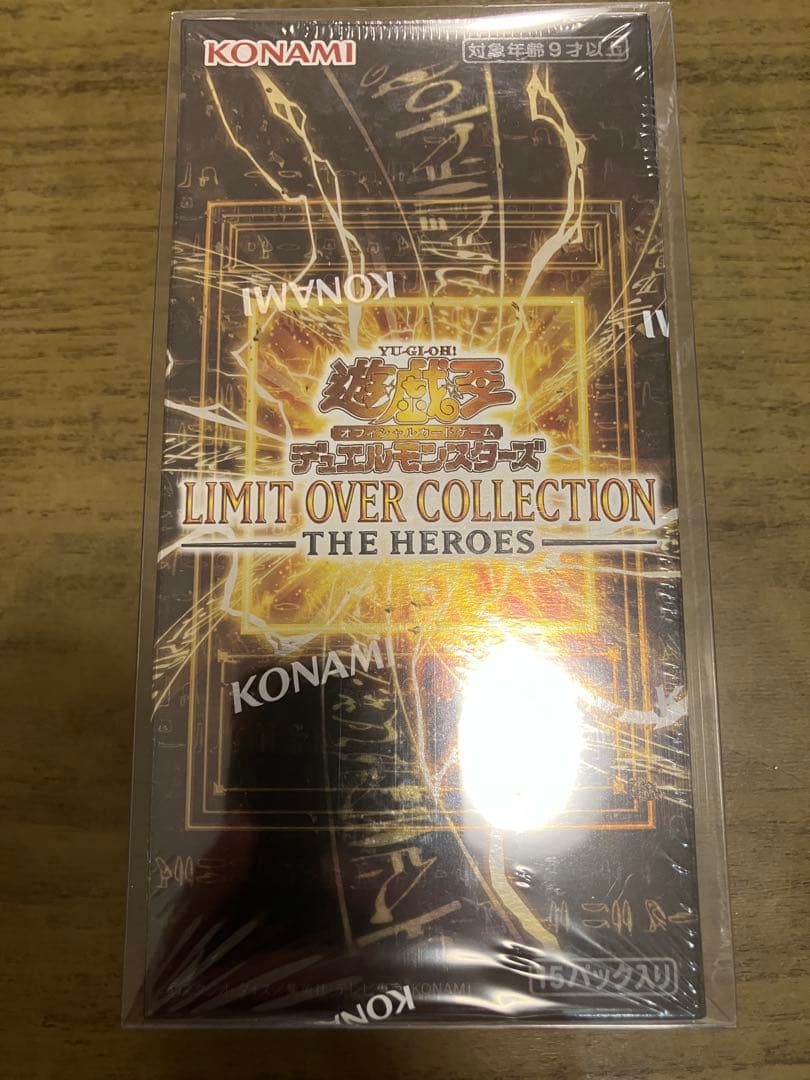 KONAMI
対象年齢9才以上
KONAMI
YU-GI-OH!
遊戯王
オフィシャルカードゲーム
デュエルモンスターズ
LIMIT OVER COLLECTION
THE HEROES
KONAMI
15パック入り
KONAMI
KONAMI